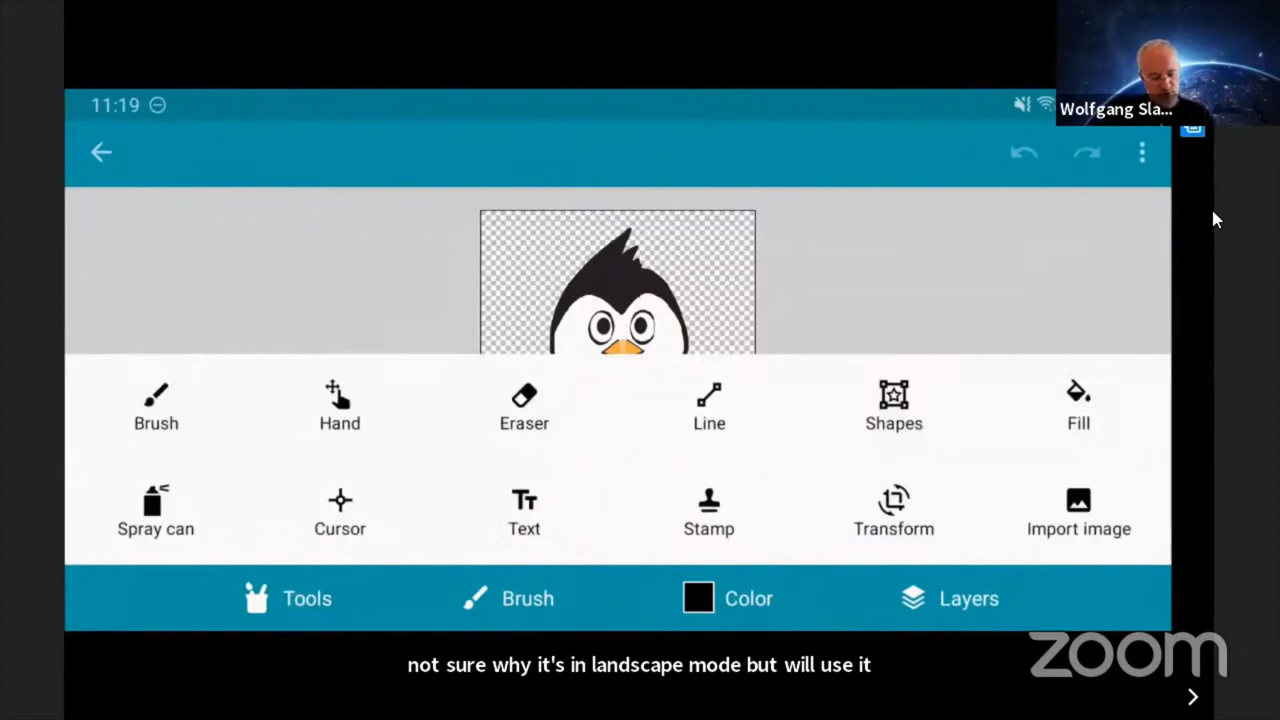 11:19
Wolfgang Sla...
Brush
Hand
Eraser
Line
Shapes
Fill
Spray can
Cursor
Text
Stamp
Transform
Import image
Tools
Brush
Color
Layers
not sure why it's in landscape mode but will use it
zoom